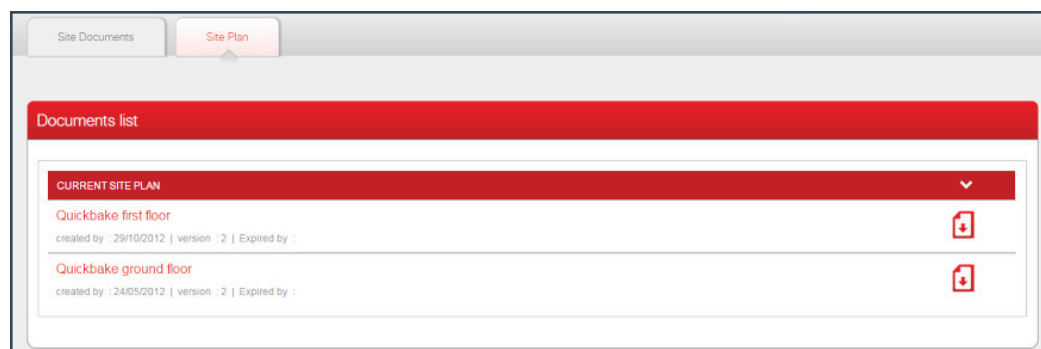 Site Documents
Site Plan
Documents list
CURRENT SITE PLAN
Quickbake first floor
created by : 29/10/2012 | version : 2 | Expired by :
Quickbake ground floor
created by : 24/05/2012 | version : 2 | Expired by :